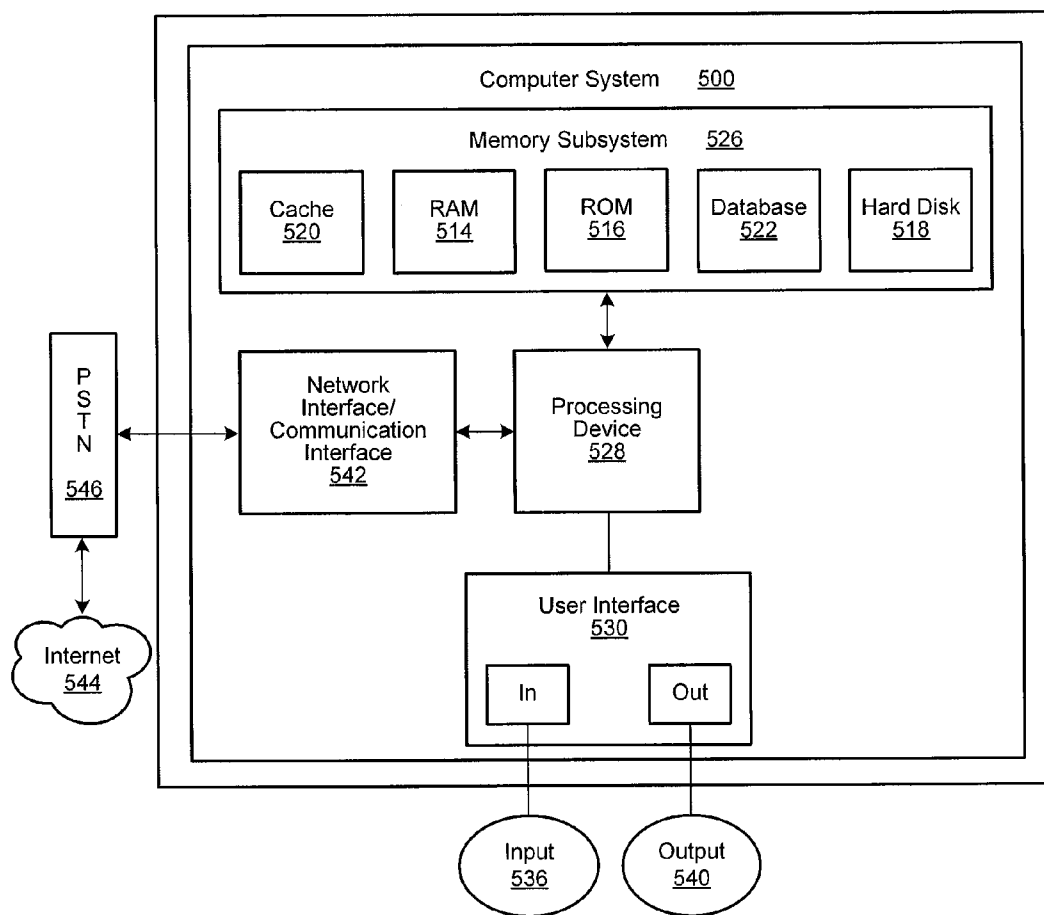 Computer System 500
Memory Subsystem 526
Cache
520
RAM
514
ROM
516
Database
522
Hard Disk
518
P
S
T
N
546
Network
Interface/
Communication
Interface
542
Processing
Device
528
User Interface
530
In
Out
Internet
544
Input
536
Output
540